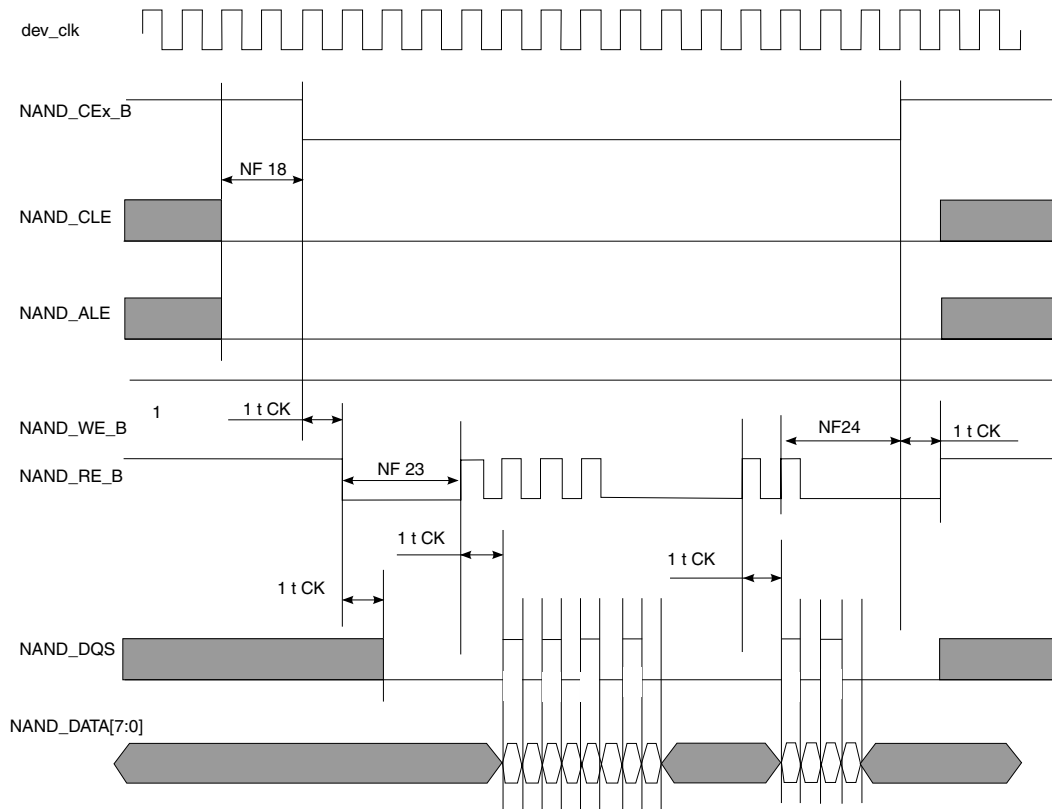 dev_clk
NAND_CEx_B
NF 18
NAND_CLE
NAND_ALE
1
1 t CK
NAND_WE_B
NF24
1 t CK
NAND_RE_B
NF 23
1 t CK
1 t CK
1 t CK
NAND_DQS
NAND_DATA[7:0]